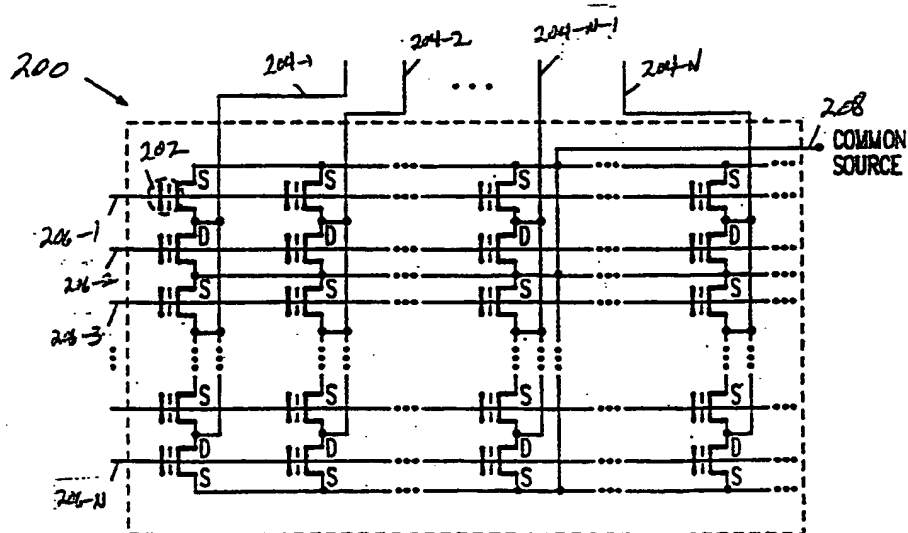 200
204-1
204-2
• • •
204-N-1
204-N
208
COMMON
SOURCE
202
S S S S
206-1
D D D D
206-2
S S S S
206-3
S S S S
D D D D
206-N
S S S S